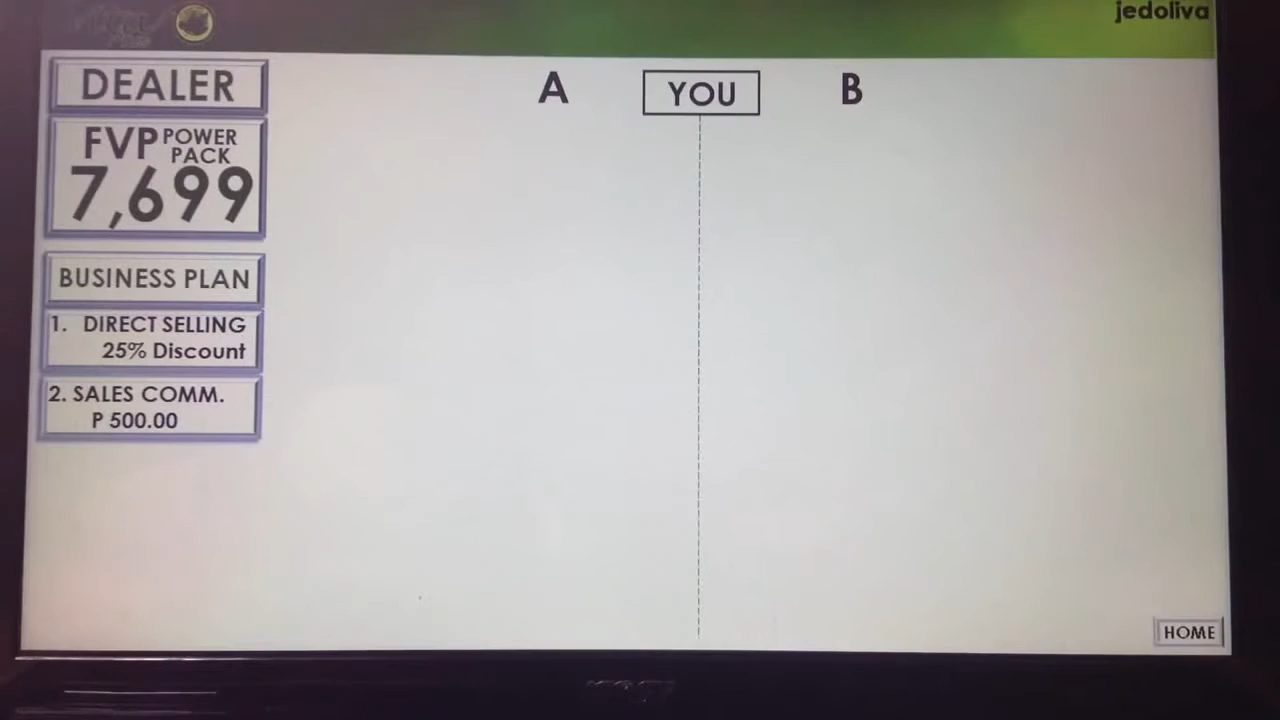 jedoliva
DEALER
FVP POWER
PACK
7,699
BUSINESS PLAN
1. DIRECT SELLING
25% Discount
2. SALES COMM.
P 500.00
A
YOU
B
HOME